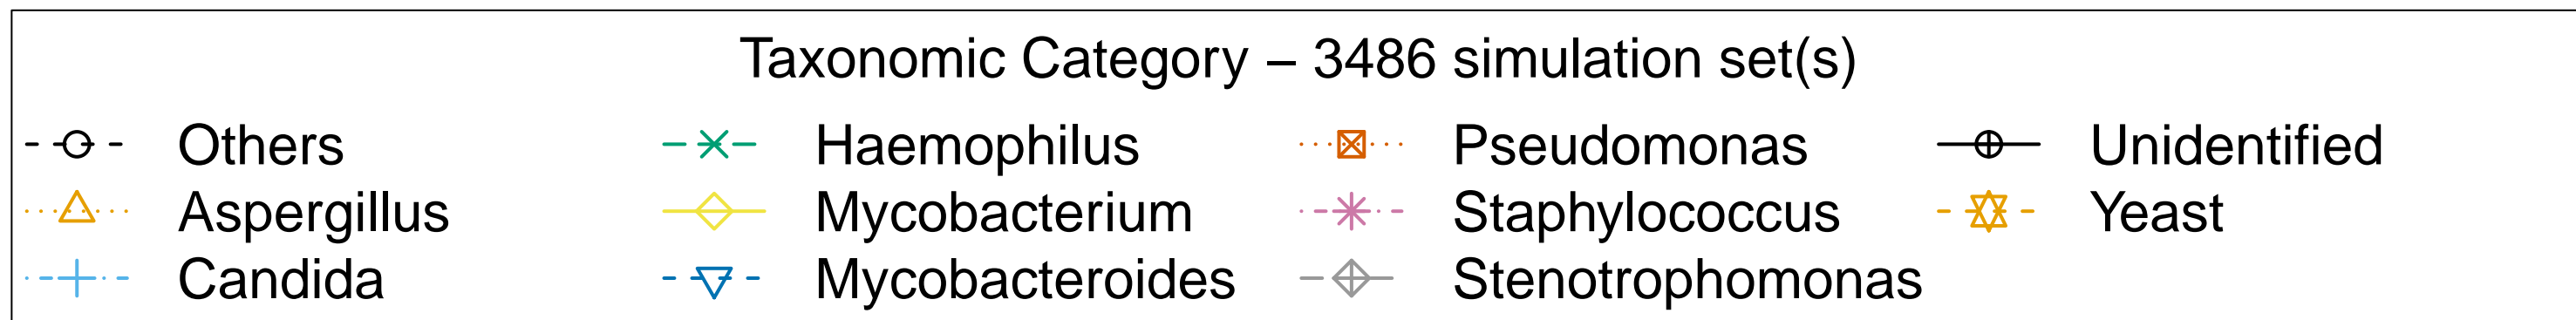 Taxonomic Category – 3486 simulation set(s)
Others
Aspergillus
Candida
Haemophilus
Mycobacterium
Mycobacteroides
Pseudomonas
Staphylococcus
Stenotrophomonas
Unidentified
Yeast